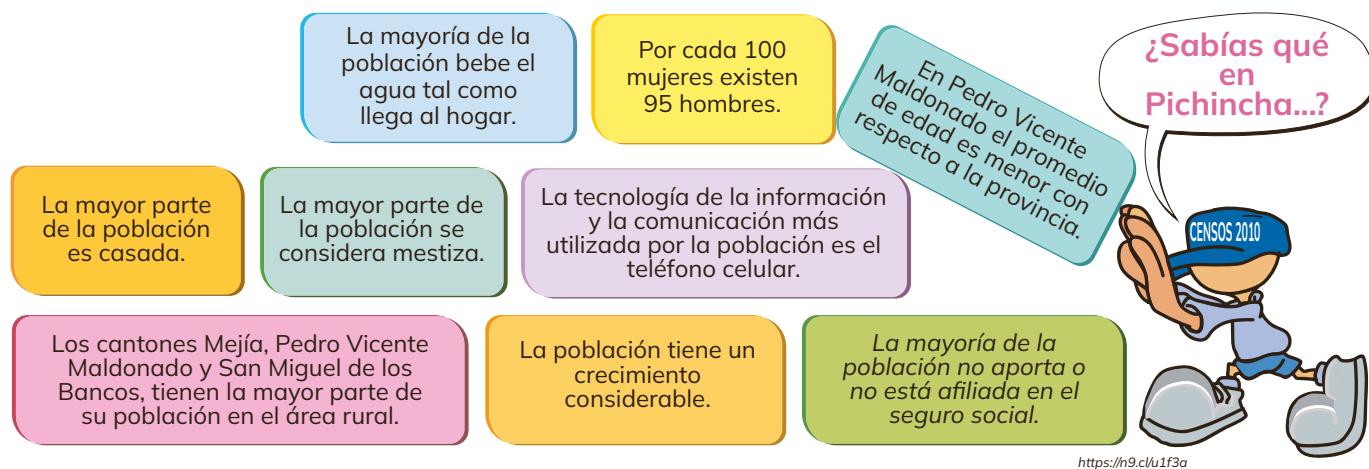 ¿Sabías qué
en
Pichincha...?
La mayoría de la
población bebe el
agua tal como
llega al hogar.
Por cada 100
mujeres existen
95 hombres.
En Pedro Vicente
Maldonado el promedio
de edad es menor con
respecto a la provincia.
La mayor parte
de la población
es casada.
La mayor parte de
la población se
considera mestiza.
La tecnología de la información
y la comunicación más
utilizada por la población es el
teléfono celular.
CENSOS 2010
Los cantones Mejía, Pedro Vicente
Maldonado y San Miguel de los
Bancos, tienen la mayor parte de
su población en el área rural.
La población tiene un
crecimiento
considerable.
La mayoría de la
población no aporta o
no está afiliada en el
seguro social.
https://n9.cl/u1f3a